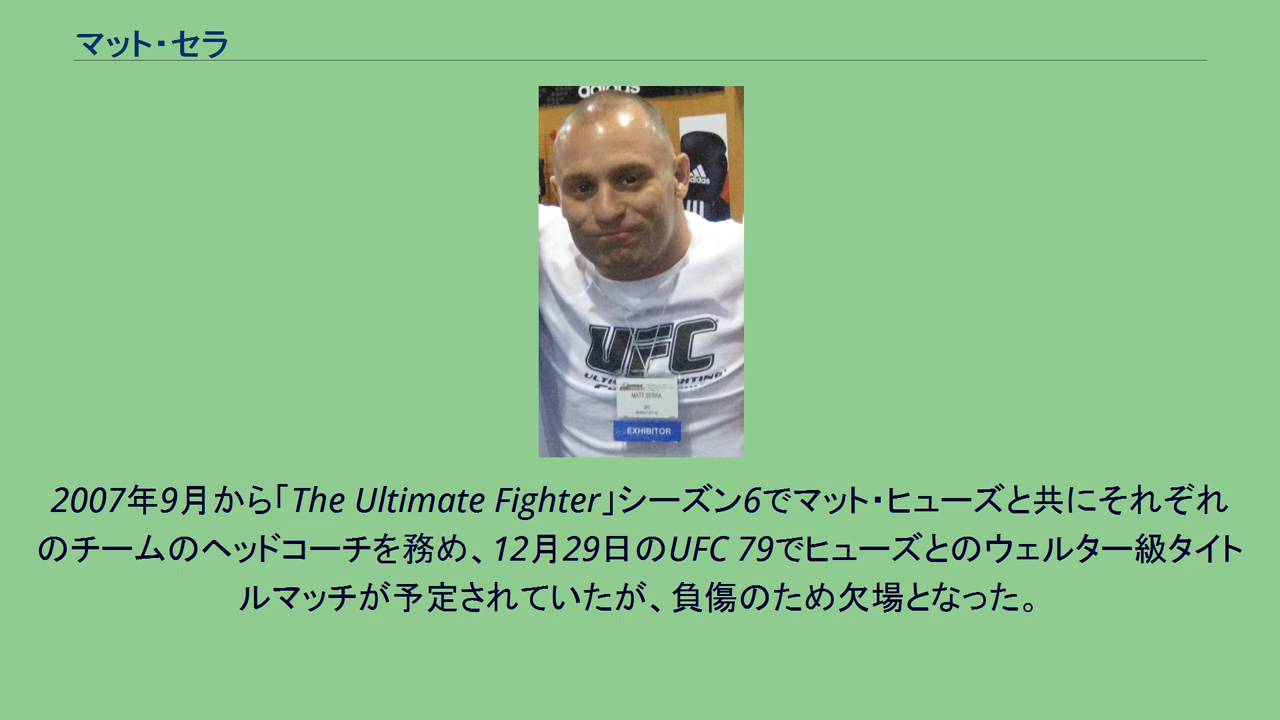 マット・セラ
adidas
adidas
UFC
MATT SERRA
EXHIBITOR
2007年9月から「The Ultimate Fighter」シーズン6でマット・ヒューズと共にそれぞれ
のチームのヘッドコーチを務め、12月29日のUFC 79でヒューズとのウェルター級タイト
ルマッチが予定されていたが、負傷のため欠場となった。